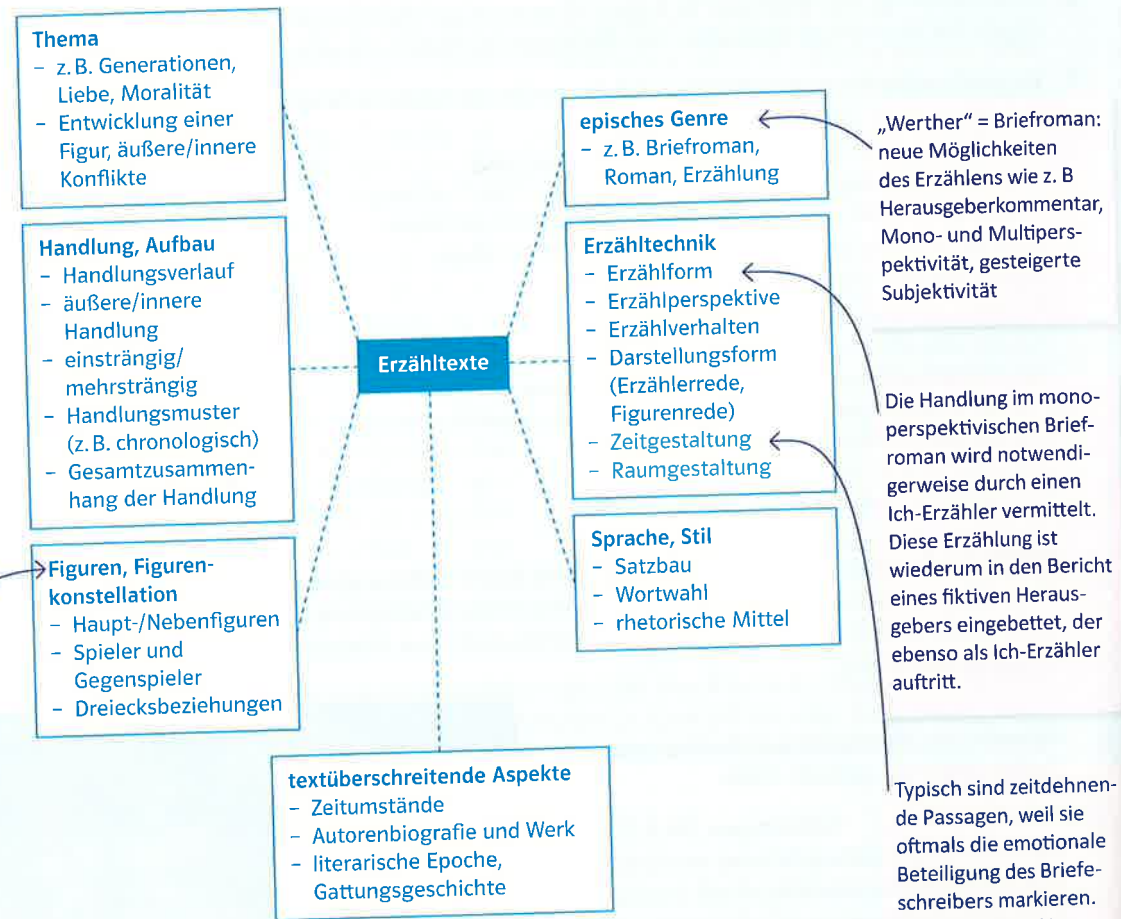 Thema
– z. B. Generationen,
Liebe, Moralität
– Entwicklung einer
Figur, äußere/innere
Konflikte
Handlung, Aufbau
– Handlungsverlauf
– äußere/innere
Handlung
– einsträngig/
mehrsträngig
– Handlungsmuster
(z. B. chronologisch)
– Gesamtzusammen-
hang der Handlung
Figuren, Figuren-
konstellation
– Haupt-/Nebenfiguren
– Spieler und
Gegenspieler
– Dreiecksbeziehungen
Erzähltexte
textüberschreitende Aspekte
– Zeitumstände
– Autorenbiografie und Werk
– literarische Epoche,
Gattungsgeschichte
episches Genre
– z. B. Briefroman,
Roman, Erzählung
Erzähltechnik
– Erzählform
– Erzählperspektive
– Erzählverhalten
– Darstellungsform
(Erzählerrede,
Figurenrede)
– Zeitgestaltung
– Raumgestaltung
Sprache, Stil
– Satzbau
– Wortwahl
– rhetorische Mittel
„Werther“ = Briefroman:
neue Möglichkeiten
des Erzählens wie z. B
Herausgeberkommentar,
Mono- und Multipers-
pektivität, gesteigerte
Subjektivität
Die Handlung im mono-
perspektivischen Brief-
roman wird notwendi-
gerweise durch einen
Ich-Erzähler vermittelt.
Diese Erzählung ist
wiederum in den Bericht
eines fiktiven Heraus-
gebers eingebettet, der
ebenso als Ich-Erzähler
auftritt.
Typisch sind zeitdehnen-
de Passagen, weil sie
oftmals die emotionale
Beteiligung des Briefe-
schreibers markieren.